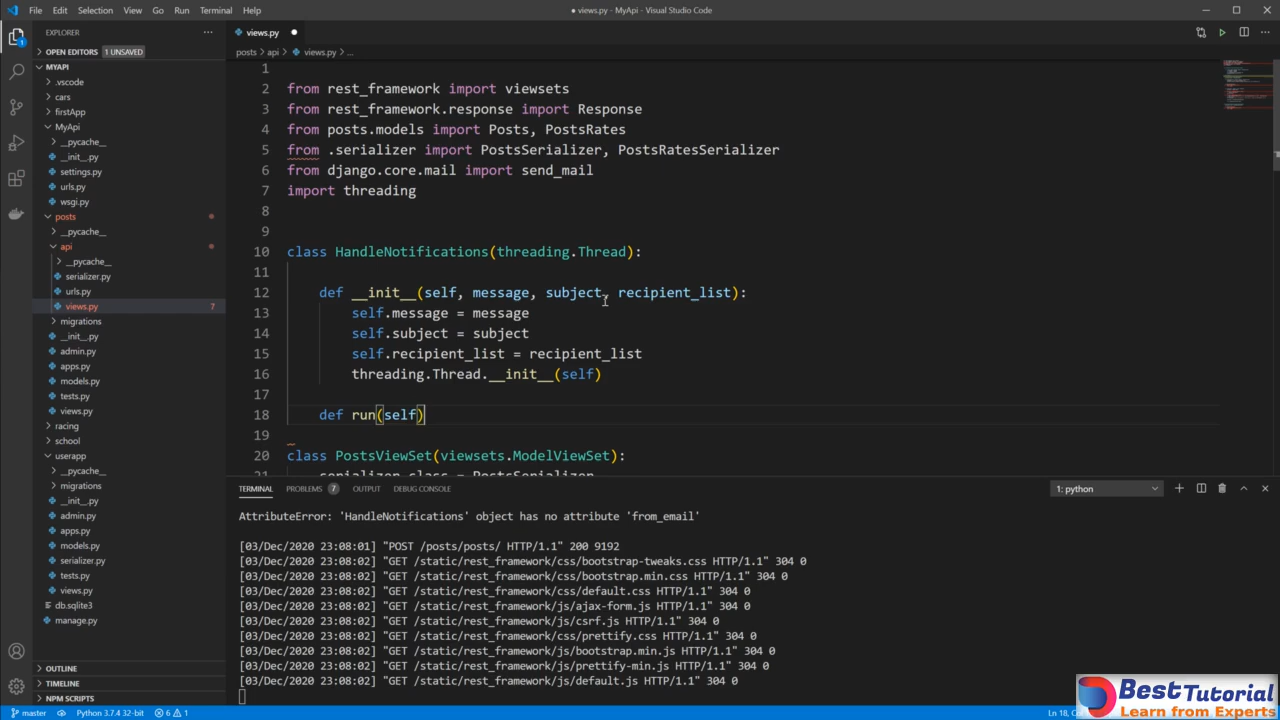 File Edit Selection View Go Run Terminal Help
● views.py - MyApi - Visual Studio Code
EXPLORER
OPEN EDITORS 1 UNSAVED
MYAPI
.vscode
cars
firstApp
MyApi
__pycache__
__init__.py
settings.py
urls.py
wsgi.py
posts
__pycache__
api
__pycache__
serializer.py
urls.py
views.py 7
migrations
__init__.py
admin.py
apps.py
models.py
tests.py
views.py
racing
school
userapp
__pycache__
migrations
__init__.py
admin.py
apps.py
models.py
serializer.py
tests.py
views.py
db.sqlite3
manage.py
OUTLINE
TIMELINE
NPM SCRIPTS
views.py ●
posts > api > views.py > ...
1
2 from rest_framework import viewsets
3 from rest_framework.response import Response
4 from posts.models import Posts, PostsRates
5 from .serializer import PostsSerializer, PostsRatesSerializer
6 from django.core.mail import send_mail
7 import threading
8
9
10 class HandleNotifications(threading.Thread):
11
12 def __init__(self, message, subject, recipient_list):
13 self.message = message
14 self.subject = subject
15 self.recipient_list = recipient_list
16 threading.Thread.__init__(self)
17
18 def run(self)
19
20 class PostsViewSet(viewsets.ModelViewSet):
21 serializer_class = PostsSerializer
TERMINAL PROBLEMS 7 OUTPUT DEBUG CONSOLE 1: python
AttributeError: 'HandleNotifications' object has no attribute 'from_email'
[03/Dec/2020 23:08:01] "POST /posts/posts/ HTTP/1.1" 200 9192
[03/Dec/2020 23:08:02] "GET /static/rest_framework/css/bootstrap-tweaks.css HTTP/1.1" 304 0
[03/Dec/2020 23:08:02] "GET /static/rest_framework/css/bootstrap.min.css HTTP/1.1" 304 0
[03/Dec/2020 23:08:02] "GET /static/rest_framework/css/default.css HTTP/1.1" 304 0
[03/Dec/2020 23:08:02] "GET /static/rest_framework/js/ajax-form.js HTTP/1.1" 304 0
[03/Dec/2020 23:08:02] "GET /static/rest_framework/js/csrf.js HTTP/1.1" 304 0
[03/Dec/2020 23:08:02] "GET /static/rest_framework/css/prettify.css HTTP/1.1" 304 0
[03/Dec/2020 23:08:02] "GET /static/rest_framework/js/bootstrap.min.js HTTP/1.1" 304 0
[03/Dec/2020 23:08:02] "GET /static/rest_framework/js/prettify-min.js HTTP/1.1" 304 0
[03/Dec/2020 23:08:02] "GET /static/rest_framework/js/default.js HTTP/1.1" 304 0
master Python 3.7.4 32-bit 6 1 Ln 18,
BestTutorial
Learn from Experts